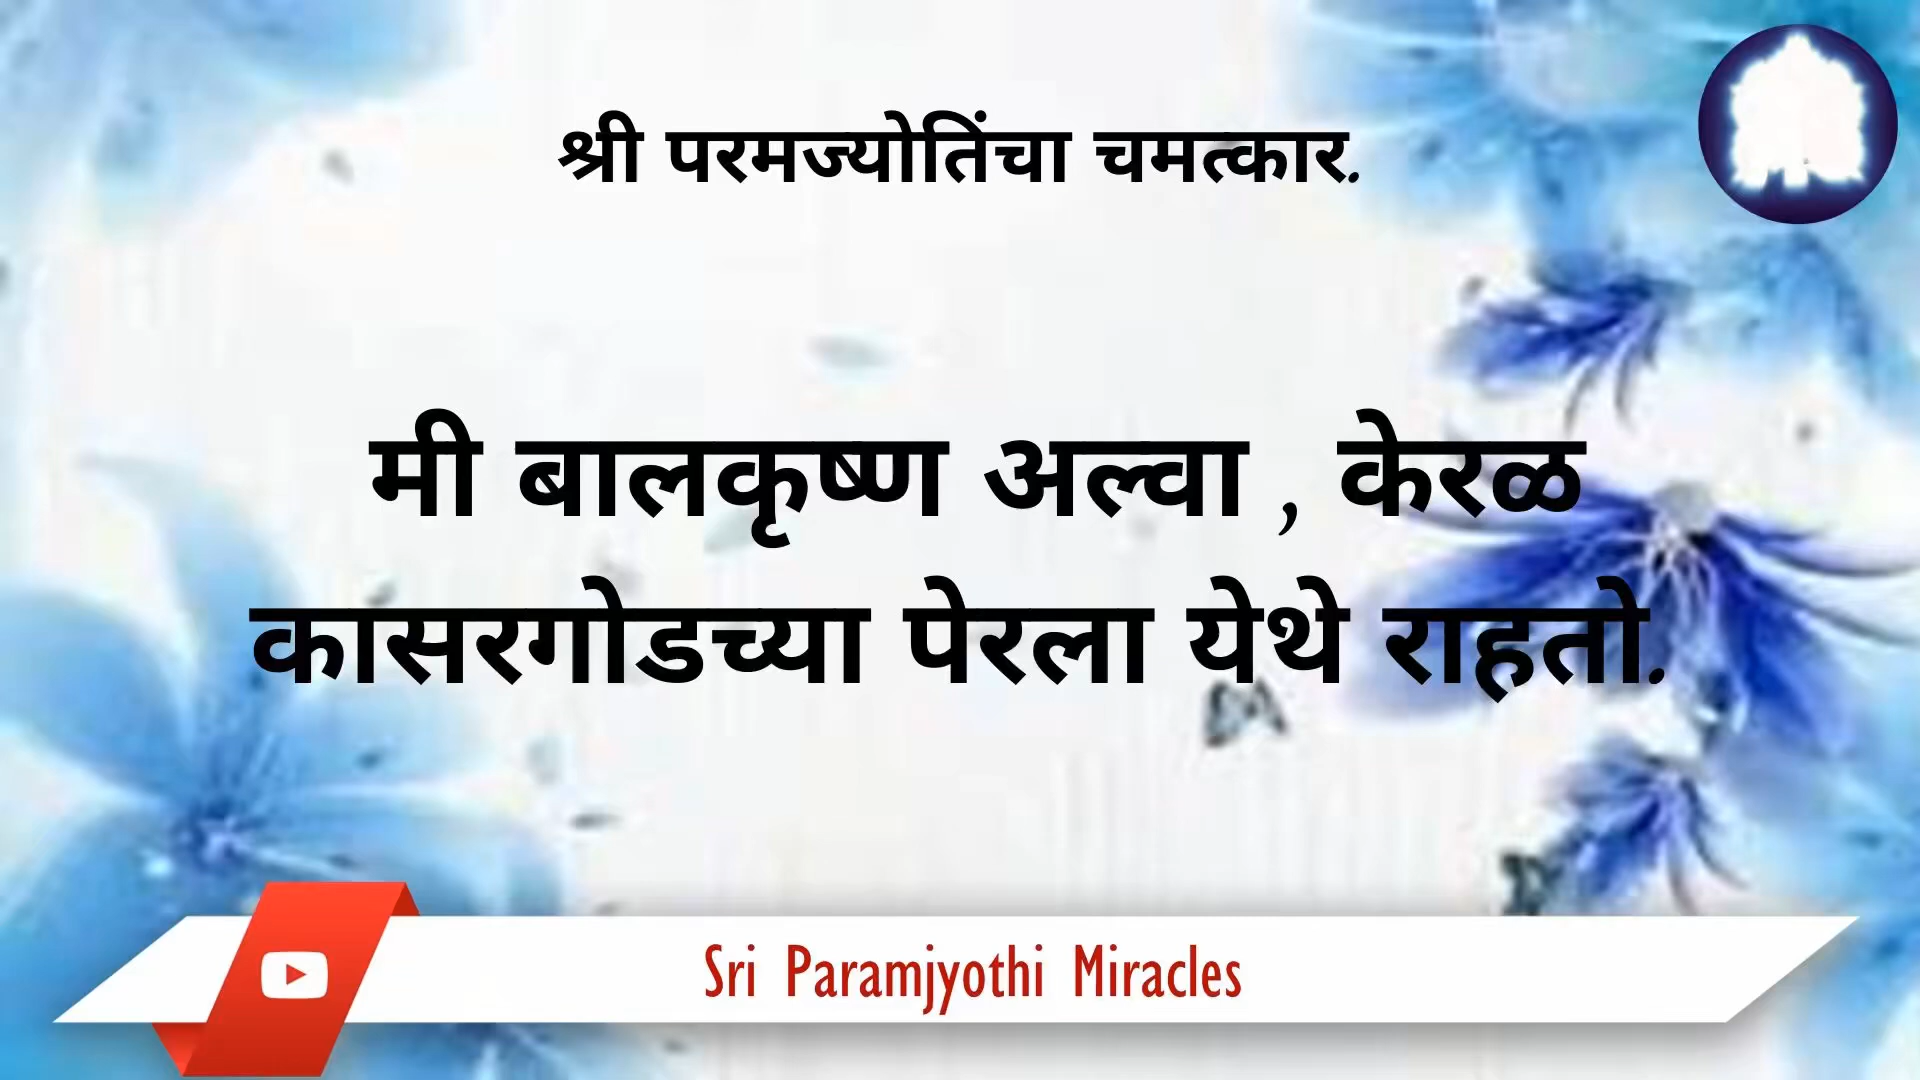 श्री परमज्योतिंचा चमत्कार.
मी बालकृष्ण अल्वा , केरळ
कासरगोडच्या पेरला येथे राहतो.
Sri Paramjyothi Miracles